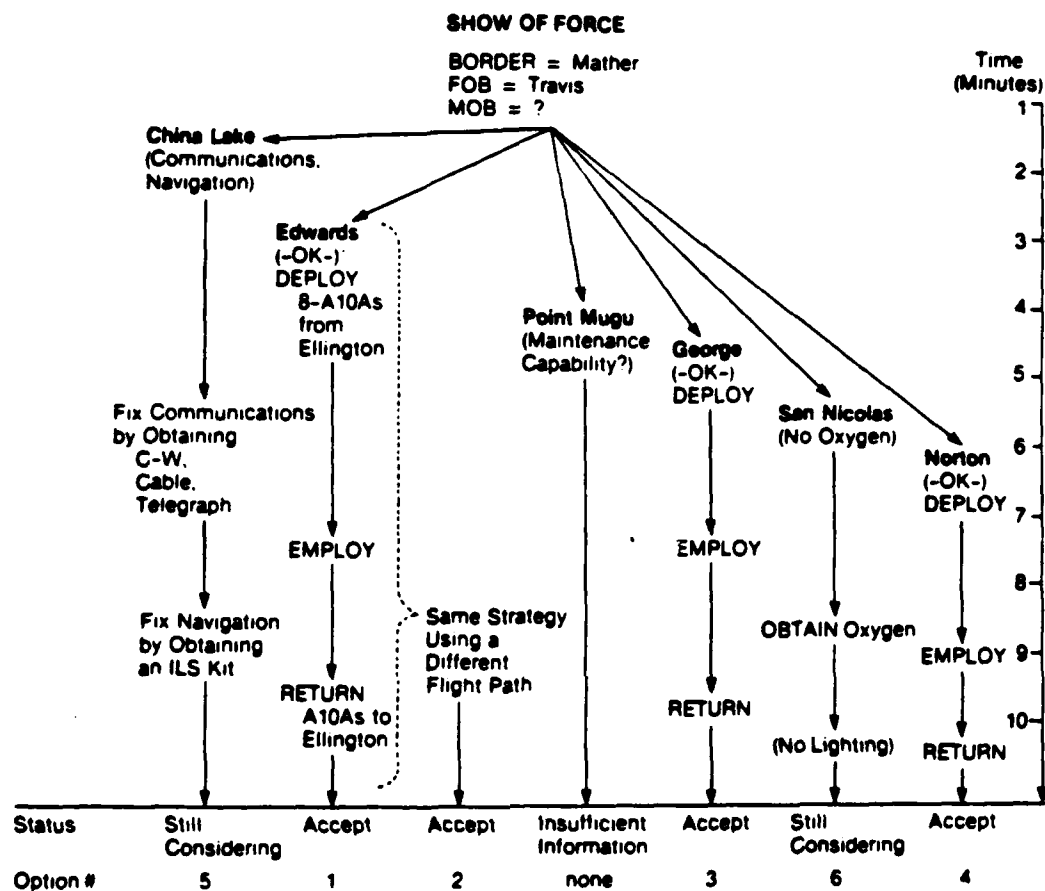 SHOW OF FORCE
BORDER = Mather
FOB = Travis
MOB = ?
Time
(Minutes)
1
2
3
4
5
6
7
8
9
10
China Lake
(Communications,
Navigation)
Fix Communications
by Obtaining
C-W,
Cable,
Telegraph
Fix Navigation
by Obtaining
an ILS Kit
Edwards
(-OK-)
DEPLOY
8-A10As
from
Ellington
EMPLOY
RETURN
A10As to
Ellington
Same Strategy
Using a
Different
Flight Path
Point Mugu
(Maintenance
Capability?)
George
(-OK-)
DEPLOY
EMPLOY
RETURN
San Nicolas
(No Oxygen)
OBTAIN Oxygen
(No Lighting)
Norton
(-OK-)
DEPLOY
EMPLOY
RETURN
Status
Still
Considering
Accept
Accept
Insufficient
Information
Accept
Still
Considering
Accept
Option # 5 1 2 none 3 6 4